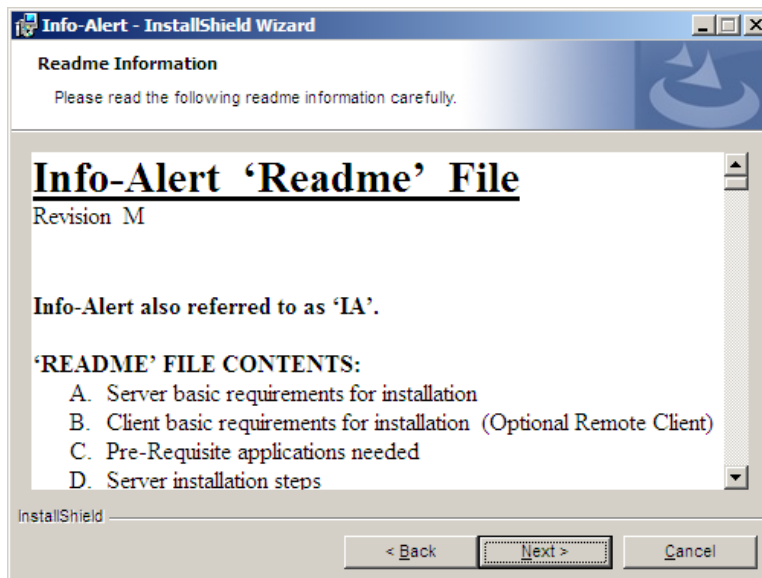 Info-Alert - InstallShield Wizard
Readme Information
Please read the following readme information carefully.
Info-Alert ‘Readme’ File
Revision M
Info-Alert also referred to as ‘IA’.
‘README’ FILE CONTENTS:
A. Server basic requirements for installation
B. Client basic requirements for installation (Optional Remote Client)
C. Pre-Requisite applications needed
D. Server installation steps
InstallShield
< Back
Next >
Cancel